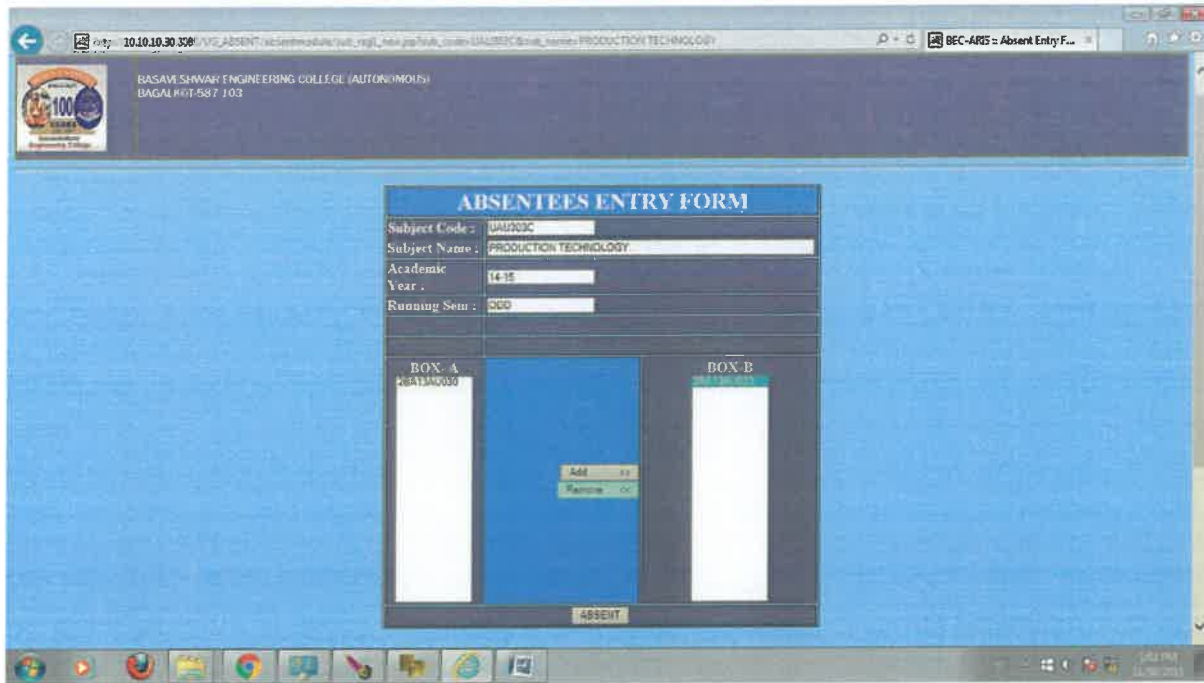 10.10.10.30
BEC-ARIS :: Absent Entry F...
BASAVESHWAR ENGINEERING COLLEGE (AUTONOMOUS)
BAGALKOT-587 103
100
ABSENTEES ENTRY FORM
Subject Code : UAU303C
Subject Name : PRODUCTION TECHNOLOGY
Academic
Year : 14-15
Running Sem : ODD
BOX- A
BOX-B
2BA13AU030
Add >>
Remove <<
ABSENT